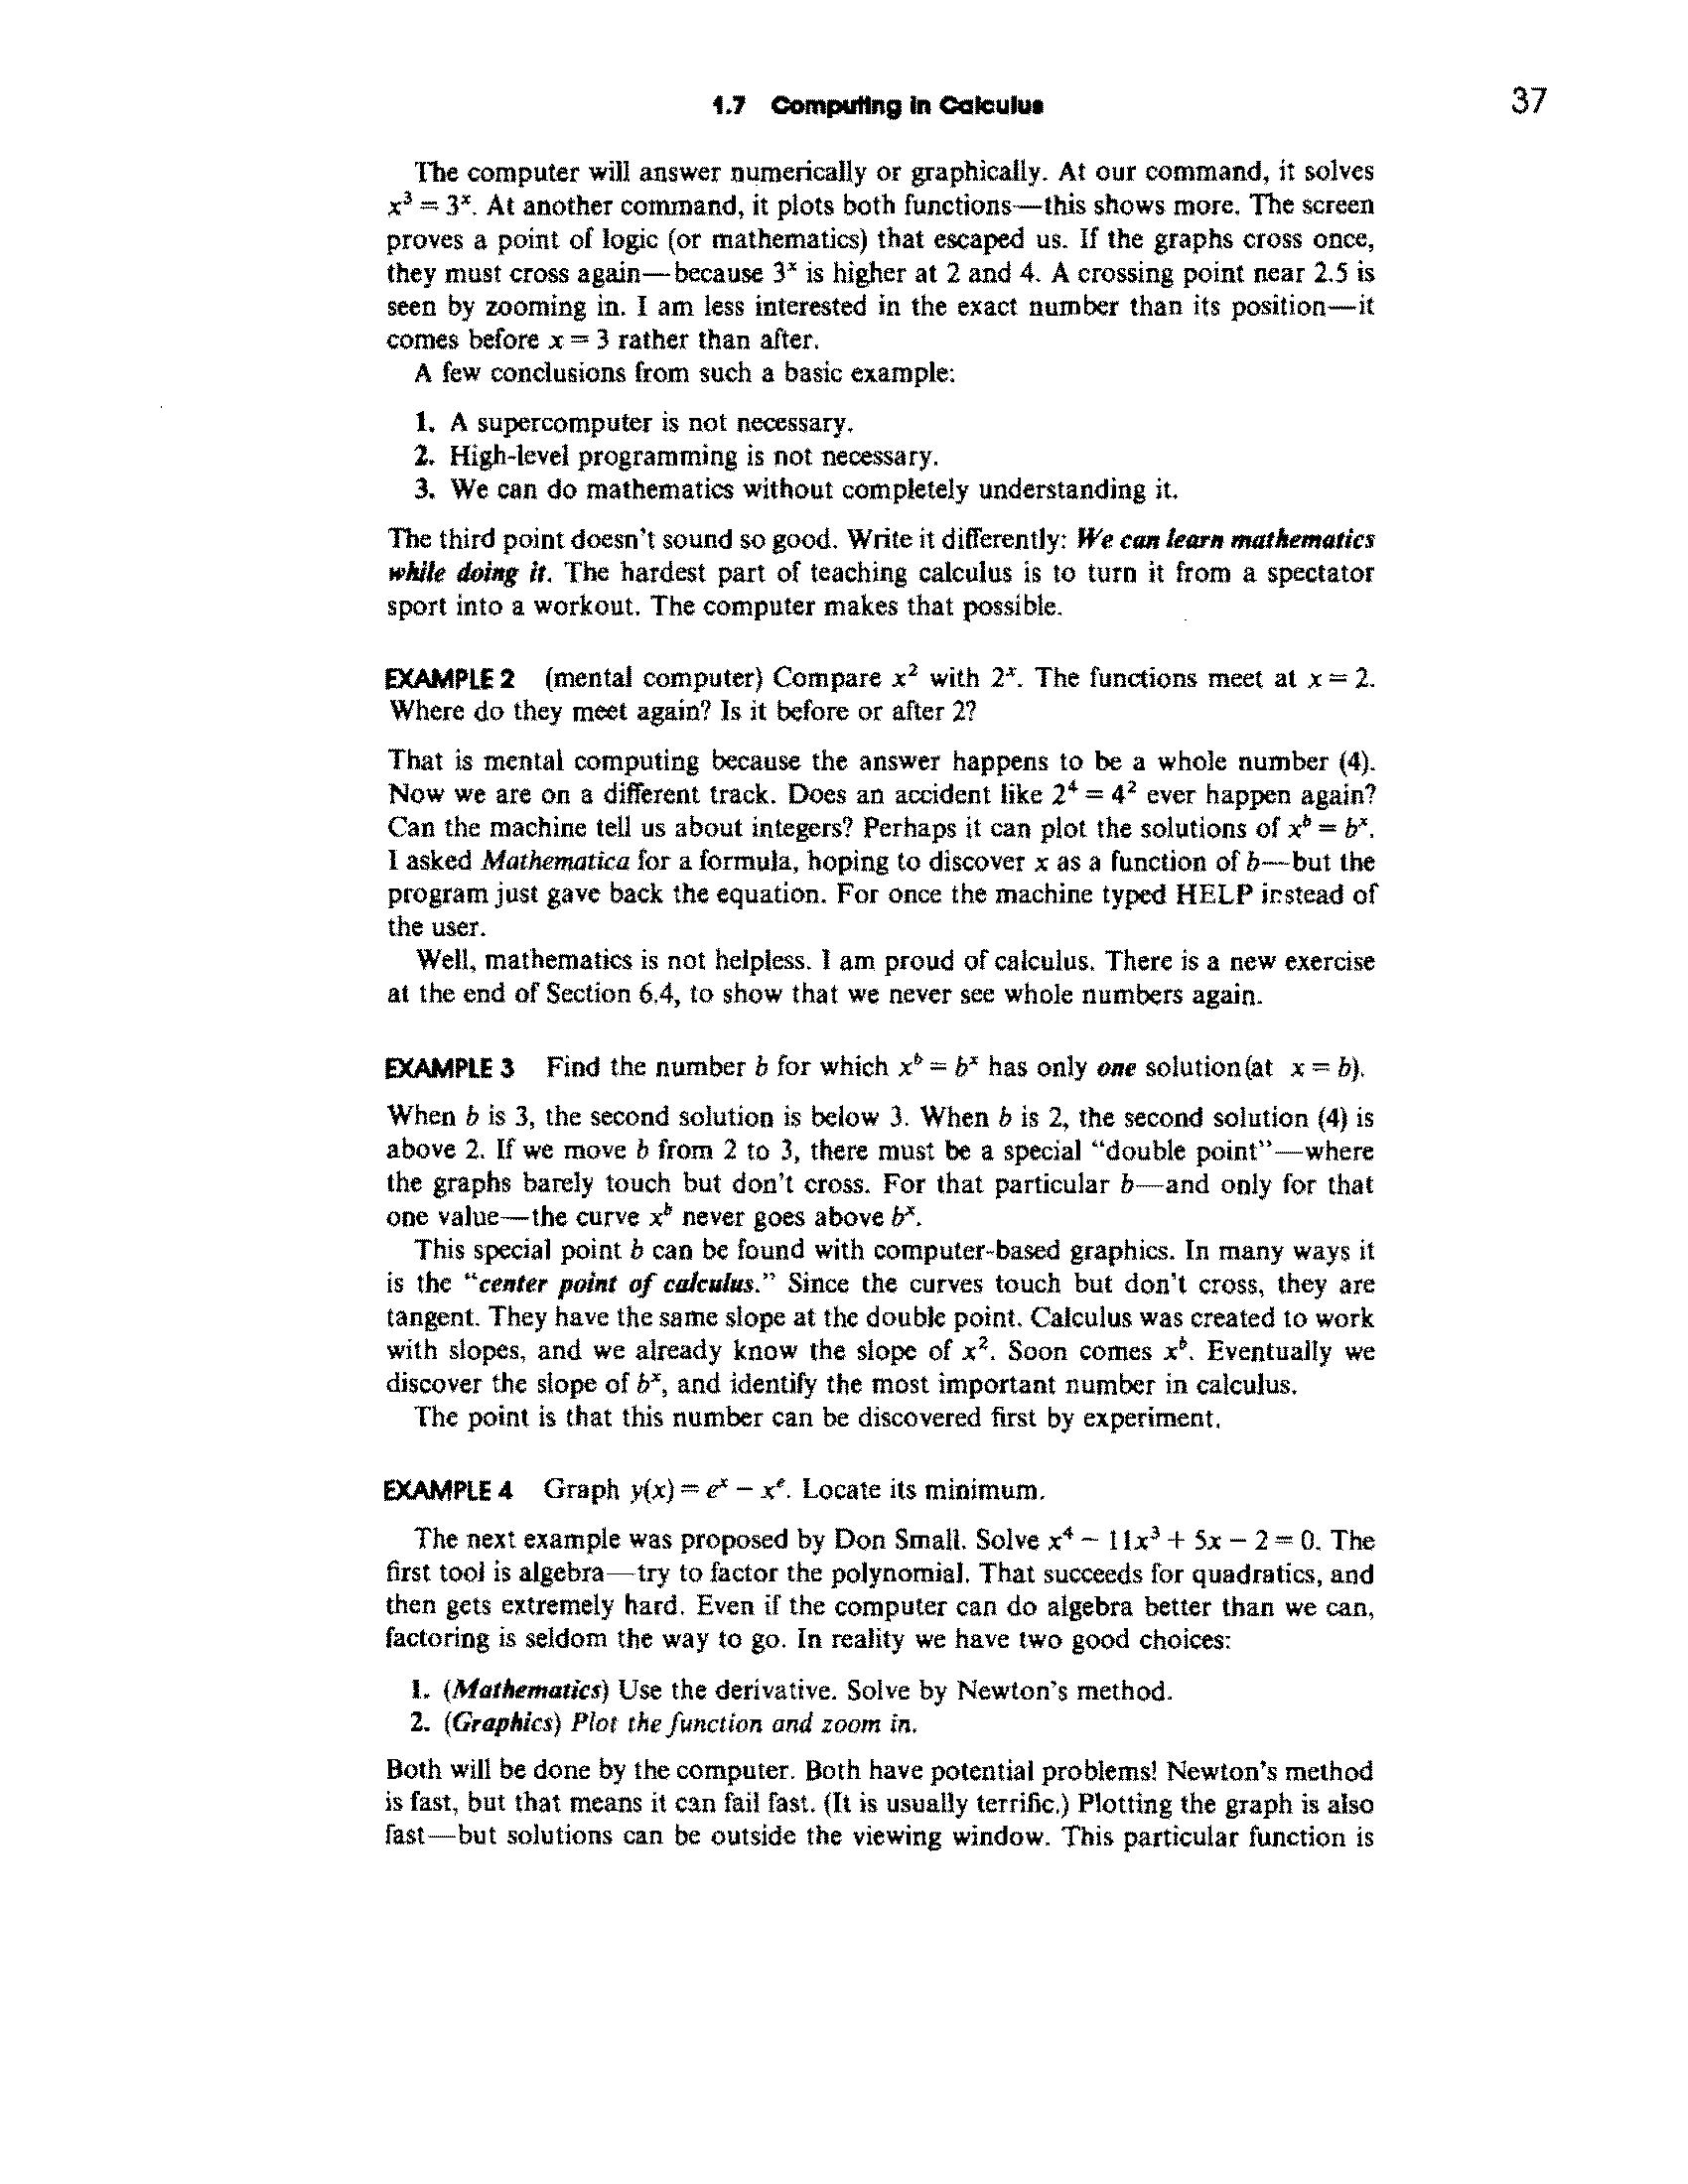 1.7 Computing in Calculus
37
The computer will answer numerically or graphically. At our command, it solves
x³ = 3ˣ. At another command, it plots both functions—this shows more. The screen
proves a point of logic (or mathematics) that escaped us. If the graphs cross once,
they must cross again—because 3ˣ is higher at 2 and 4. A crossing point near 2.5 is
seen by zooming in. I am less interested in the exact number than its position—it
comes before x = 3 rather than after.
A few conclusions from such a basic example:
1. A supercomputer is not necessary.
2. High-level programming is not necessary.
3. We can do mathematics without completely understanding it.
The third point doesn't sound so good. Write it differently: We can learn mathematics
while doing it. The hardest part of teaching calculus is to turn it from a spectator
sport into a workout. The computer makes that possible.
EXAMPLE 2 (mental computer) Compare x² with 2ˣ. The functions meet at x = 2.
Where do they meet again? Is it before or after 2?
That is mental computing because the answer happens to be a whole number (4).
Now we are on a different track. Does an accident like 2⁴ = 4² ever happen again?
Can the machine tell us about integers? Perhaps it can plot the solutions of xᵇ = bˣ.
I asked Mathematica for a formula, hoping to discover x as a function of b—but the
program just gave back the equation. For once the machine typed HELP instead of
the user.
Well, mathematics is not helpless. I am proud of calculus. There is a new exercise
at the end of Section 6.4, to show that we never see whole numbers again.
EXAMPLE 3 Find the number b for which xᵇ = bˣ has only one solution(at x = b).
When b is 3, the second solution is below 3. When b is 2, the second solution (4) is
above 2. If we move b from 2 to 3, there must be a special "double point"—where
the graphs barely touch but don't cross. For that particular b—and only for that
one value—the curve xᵇ never goes above bˣ.
This special point b can be found with computer-based graphics. In many ways it
is the "center point of calculus." Since the curves touch but don't cross, they are
tangent. They have the same slope at the double point. Calculus was created to work
with slopes, and we already know the slope of x². Soon comes xᵇ. Eventually we
discover the slope of bˣ, and identify the most important number in calculus.
The point is that this number can be discovered first by experiment.
EXAMPLE 4 Graph y(x) = eˣ − xᵉ. Locate its minimum.
The next example was proposed by Don Small. Solve x⁴ − 11x³ + 5x − 2 = 0. The
first tool is algebra—try to factor the polynomial. That succeeds for quadratics, and
then gets extremely hard. Even if the computer can do algebra better than we can,
factoring is seldom the way to go. In reality we have two good choices:
1. (Mathematics) Use the derivative. Solve by Newton's method.
2. (Graphics) Plot the function and zoom in.
Both will be done by the computer. Both have potential problems! Newton's method
is fast, but that means it can fail fast. (It is usually terrific.) Plotting the graph is also
fast—but solutions can be outside the viewing window. This particular function is